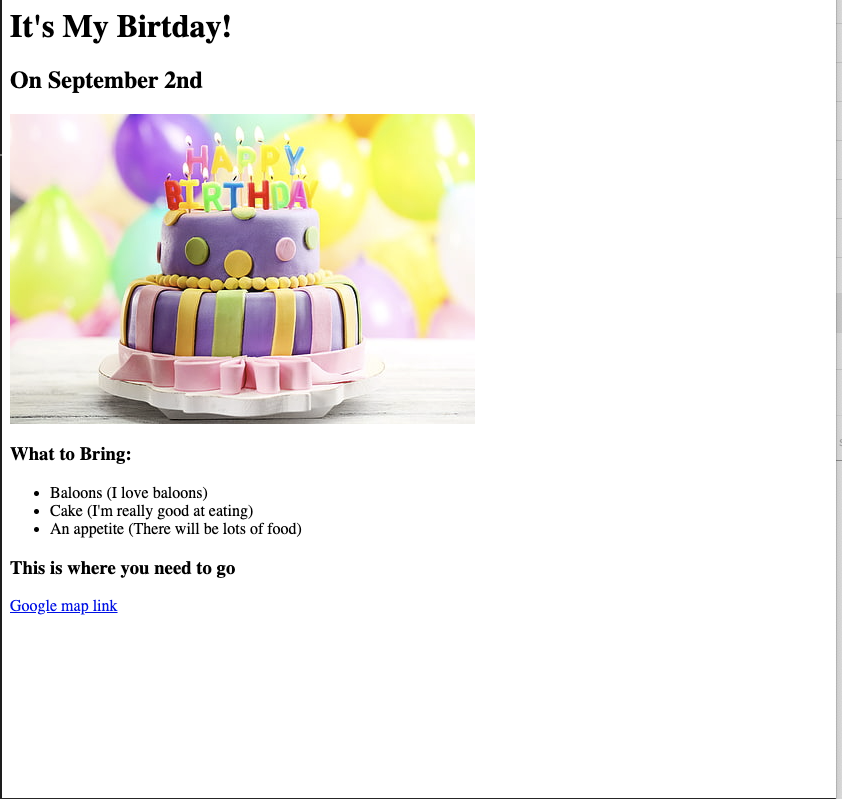 It's My Birtday!
On September 2nd
HAPPY
BIRTHDAY
What to Bring:
Baloons (I love baloons)
Cake (I'm really good at eating)
An appetite (There will be lots of food)
This is where you need to go
Google map link